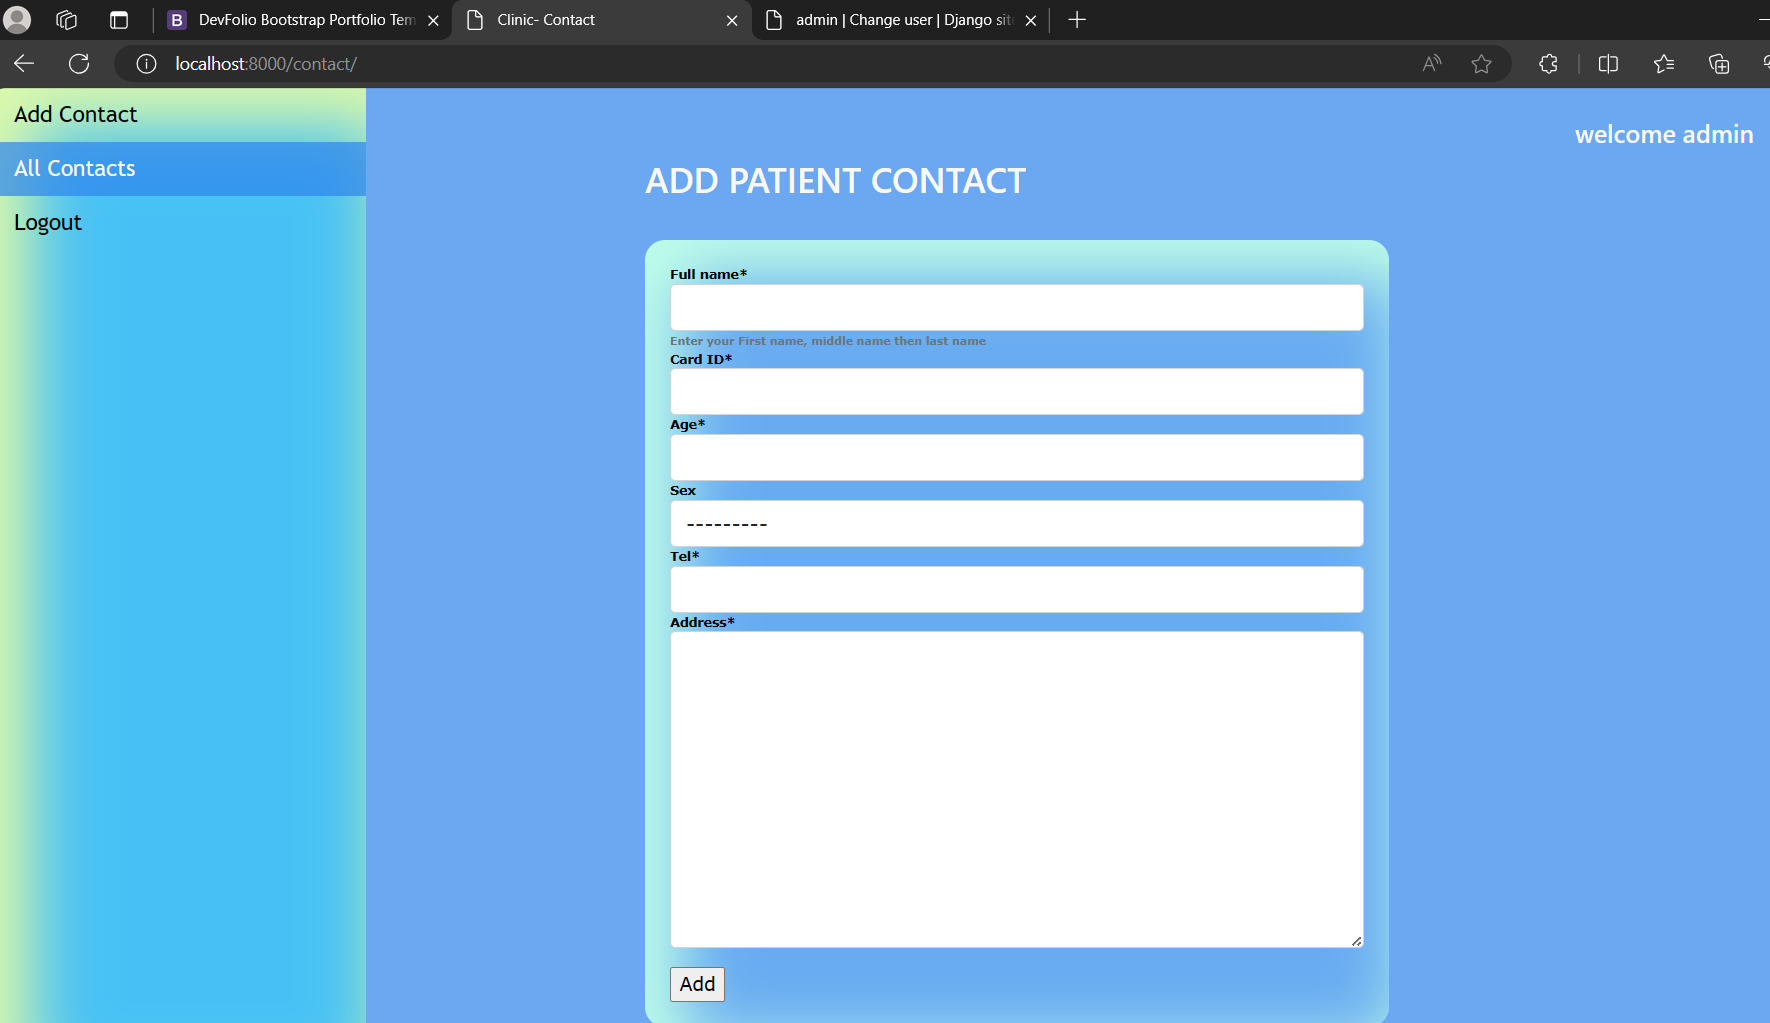 DevFolio Bootstrap Portfolio Tem
Clinic- Contact
admin | Change user | Django site
localhost:8000/contact/
Add Contact
All Contacts
Logout
welcome admin
ADD PATIENT CONTACT
Full name*
Enter your First name, middle name then last name
Card ID*
Age*
Sex
---------
Tel*
Address*
Add